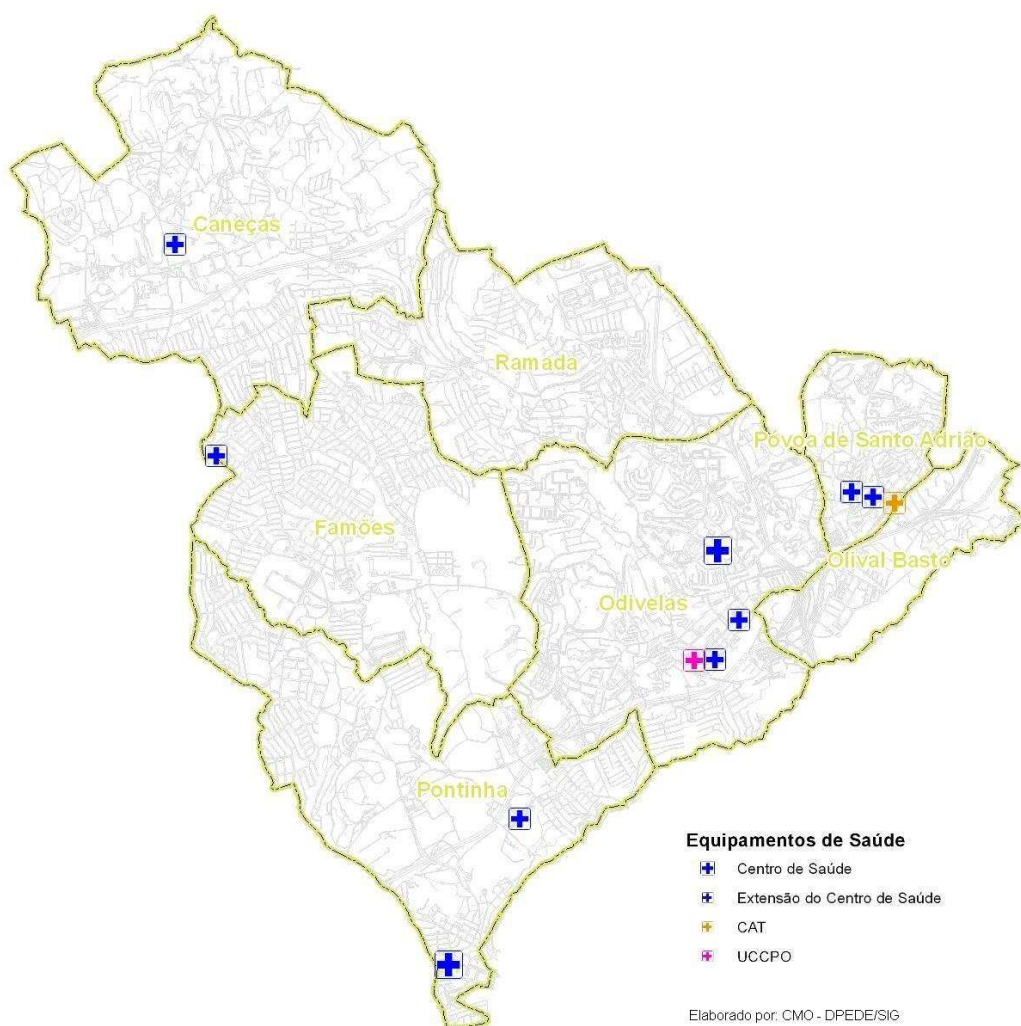 Caneças
Ramada
Póvoa de Santo Adrião
Famões
Olival Basto
Odivelas
Pontinha
Equipamentos de Saúde
Centro de Saúde
Extensão do Centro de Saúde
CAT
UCCPO
Elaborado por: CMO - DPEDE/SIG